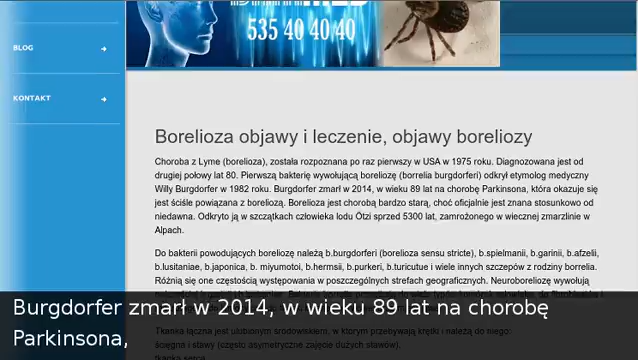 535 40 40 40
BLOG
KONTAKT
Borelioza objawy i leczenie, objawy boreliozy
Choroba z Lyme (borelioza), została rozpoznana po raz pierwszy w USA w 1975 roku. Diagnozowana jest od
drugiej połowy lat 80. Pierwszą bakterię wywołującą boreliozę (borrelia burgdorferi) odkrył etymolog medyczny
Willy Burgdorfer w 1982 roku. Burgdorfer zmarł w 2014, w wieku 89 lat na chorobę Parkinsona, która okazuje się
jest ściśle powiązana z boreliozą. Borelioza jest chorobą bardzo starą, choć oficjalnie jest znana stosunkowo od
niedawna. Odkryto ją w szczątkach człowieka lodu Ötzi sprzed 5300 lat, zamrożonego w wiecznej zmarzlinie w
Alpach.
Do bakterii powodujących boreliozę należą b.burgdorferi (borelioza sensu stricte), b.spielmanii, b.garinii, b.afzelii,
b.lusitaniae, b.japonica, b. miyumotoi, b.hermsii, b.purkeri, b.turicutue i wiele innych szczepów z rodziny borrelia.
Różnią się one częstością występowania w poszczególnych strefach geograficznych. Neuroboreliozę wywołują
Burgdorfer zmarł w 2014, w wieku 89 lat na chorobę
Parkinsona,
Tkanka łączna jest ulubionym środowiskiem, w którym przebywają krętki i należą do niego:
ścięgna i stawy (często asymetryczne zajęcie dużych stawów),
tkanka serca